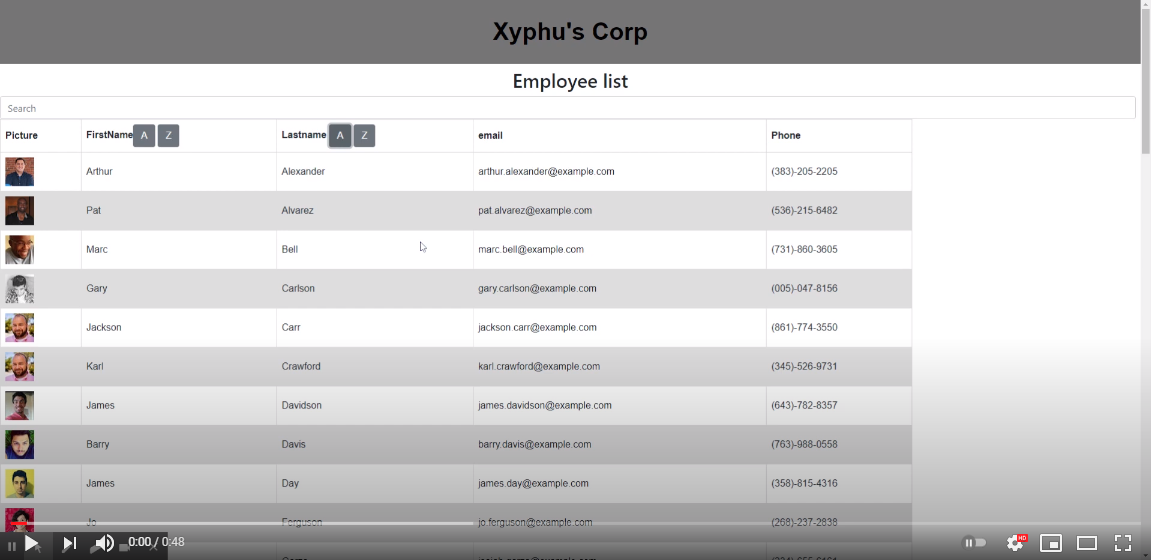 Xyphu's Corp
Employee list
Search
Picture FirstName A Z Lastname A Z email Phone
Arthur Alexander arthur.alexander@example.com (383)-205-2205
Pat Alvarez pat.alvarez@example.com (536)-215-6482
Marc Bell marc.bell@example.com (731)-860-3605
Gary Carlson gary.carlson@example.com (005)-047-8156
Jackson Carr jackson.carr@example.com (861)-774-3550
Karl Crawford karl.crawford@example.com (345)-526-9731
James Davidson james.davidson@example.com (643)-782-8357
Barry Davis barry.davis@example.com (763)-988-0558
James Day james.day@example.com (358)-815-4316
Jo Ferguson jo.ferguson@example.com (268)-237-2838
0:00 / 0:48 HD